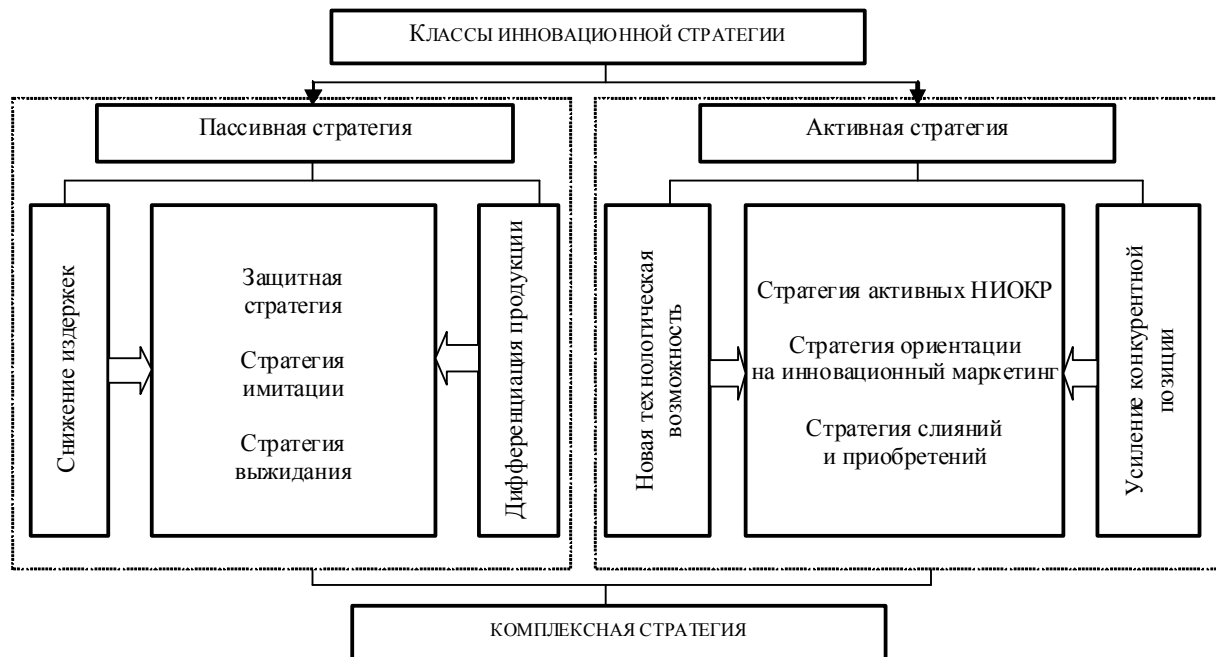 КЛАССЫ ИННОВАЦИОННОЙ СТРАТЕГИИ
Пассивная стратегия
Снижение издержек
Защитная
стратегия
Стратегия
имитации
Стратегия
выжидания
Дифференциация продукции
Активная стратегия
Новая технологическая
возможность
Стратегия активных НИОКР
Стратегия ориентации
на инновационный маркетинг
Стратегия слияний
и приобретений
Усиление конкурентной
позиции
КОМПЛЕКСНАЯ СТРАТЕГИЯ